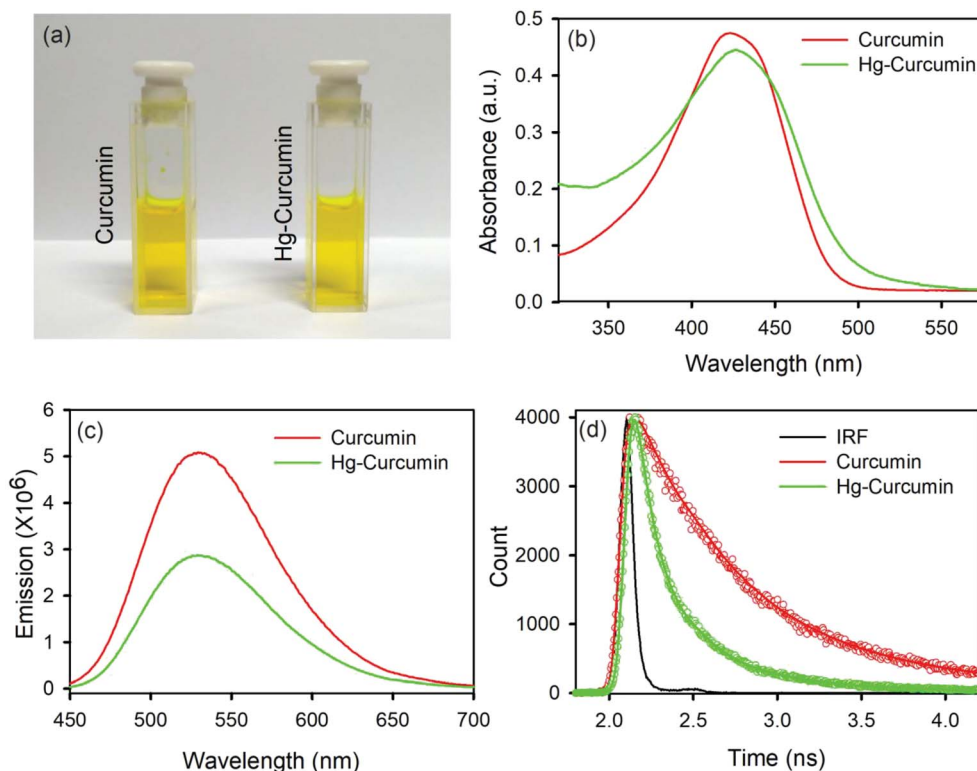 (a)
Curcumin
Hg-Curcumin
(b)
Curcumin
Hg-Curcumin
Absorbance (a.u.)
0.5
0.4
0.3
0.2
0.1
0.0
350 400 450 500 550
Wavelength (nm)
(c)
Curcumin
Hg-Curcumin
Emission (X10⁶)
6
5
4
3
2
1
0
450 500 550 600 650 700
Wavelength (nm)
(d)
IRF
Curcumin
Hg-Curcumin
Count
4000
3000
2000
1000
0
2.0 2.5 3.0 3.5 4.0
Time (ns)